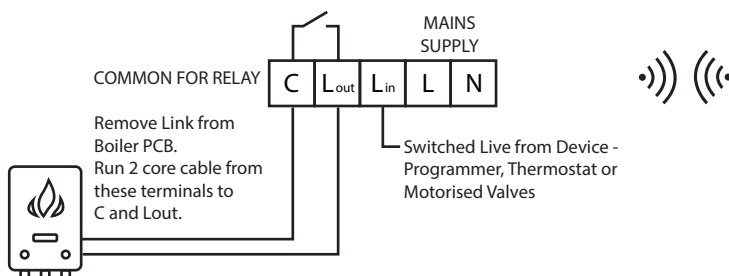 MAINS
SUPPLY
COMMON FOR RELAY
C Lout Lin L N
Remove Link from
Boiler PCB.
Run 2 core cable from
these terminals to
C and Lout.
Switched Live from Device -
Programmer, Thermostat or
Motorised Valves